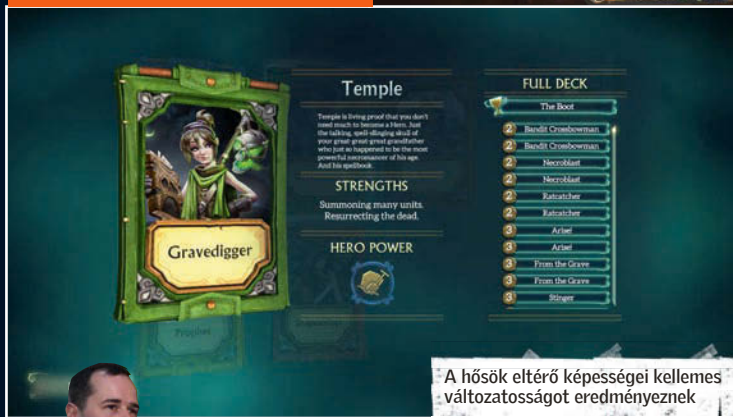 Temple
Temple is living proof that you don't
need much to become a Hero. Just
the talking, spell-slinging skull of
your great-great-great grandfather
who just so happened to be the most
powerful necromancer of his age.
And his spellbook.
STRENGTHS
Summoning many units.
Resurrecting the dead.
HERO POWER
Gravedigger
Prophet
FULL DECK
The Boot
2 Bandit Crossbowman
2 Bandit Crossbowman
2 Necroblast
2 Necroblast
2 Ratcatcher
2 Ratcatcher
3 Arise!
3 Arise!
3 From the Grave
3 From the Grave
3 Stinger
A hősök eltérő képességei kellemes
változatosságot eredményeznek